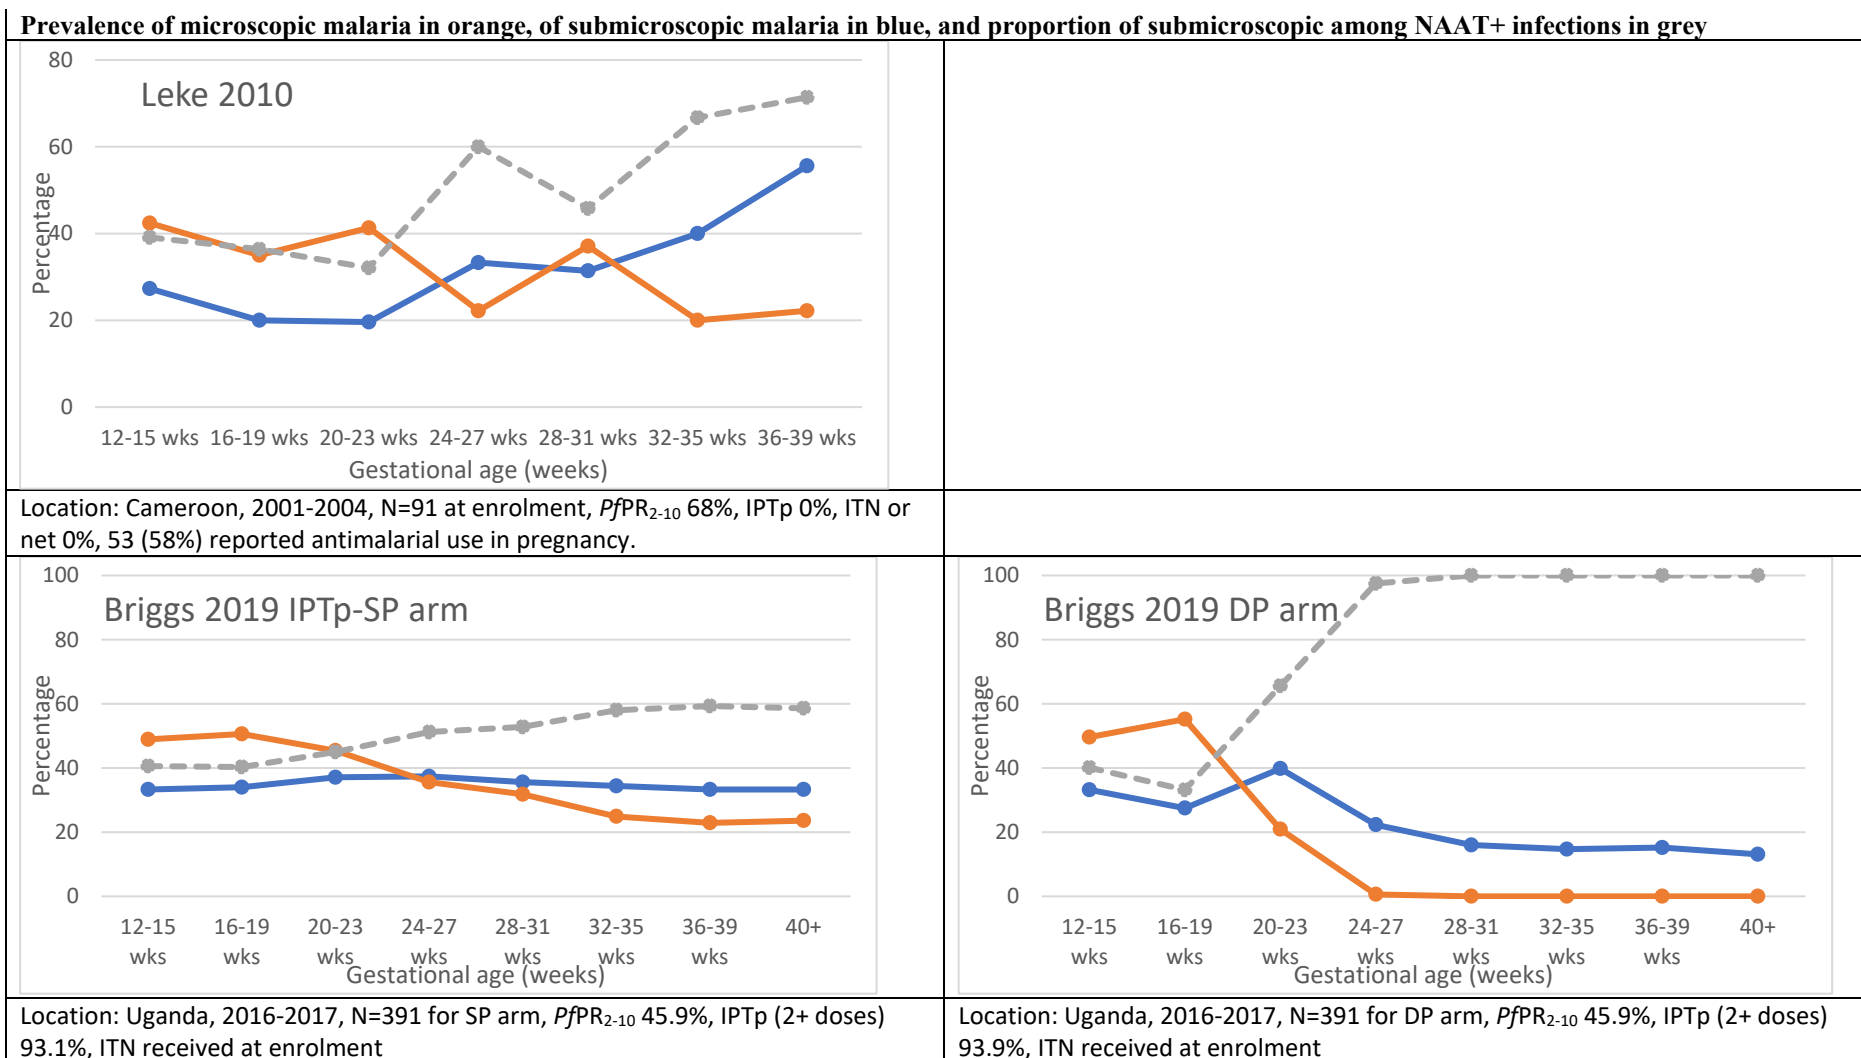 Prevalence of microscopic malaria in orange, of submicroscopic malaria in blue, and proportion of submicroscopic among NAAT+ infections in grey
Leke 2010
80
60
40
20
0
Percentage
12-15 wks 16-19 wks 20-23 wks 24-27 wks 28-31 wks 32-35 wks 36-39 wks
Gestational age (weeks)
Location: Cameroon, 2001-2004, N=91 at enrolment, PfPR2-10 68%, IPTp 0%, ITN or
net 0%, 53 (58%) reported antimalarial use in pregnancy.
Briggs 2019 IPTp-SP arm
100
80
60
40
20
0
Percentage
12-15 16-19 20-23 24-27 28-31 32-35 36-39 40+
wks wks wks wks wks wks wks
Gestational age (weeks)
Location: Uganda, 2016-2017, N=391 for SP arm, PfPR2-10 45.9%, IPTp (2+ doses)
93.1%, ITN received at enrolment
Briggs 2019 DP arm
100
80
60
40
20
0
Percentage
12-15 16-19 20-23 24-27 28-31 32-35 36-39 40+
wks wks wks wks wks wks wks
Gestational age (weeks)
Location: Uganda, 2016-2017, N=391 for DP arm, PfPR2-10 45.9%, IPTp (2+ doses)
93.9%, ITN received at enrolment